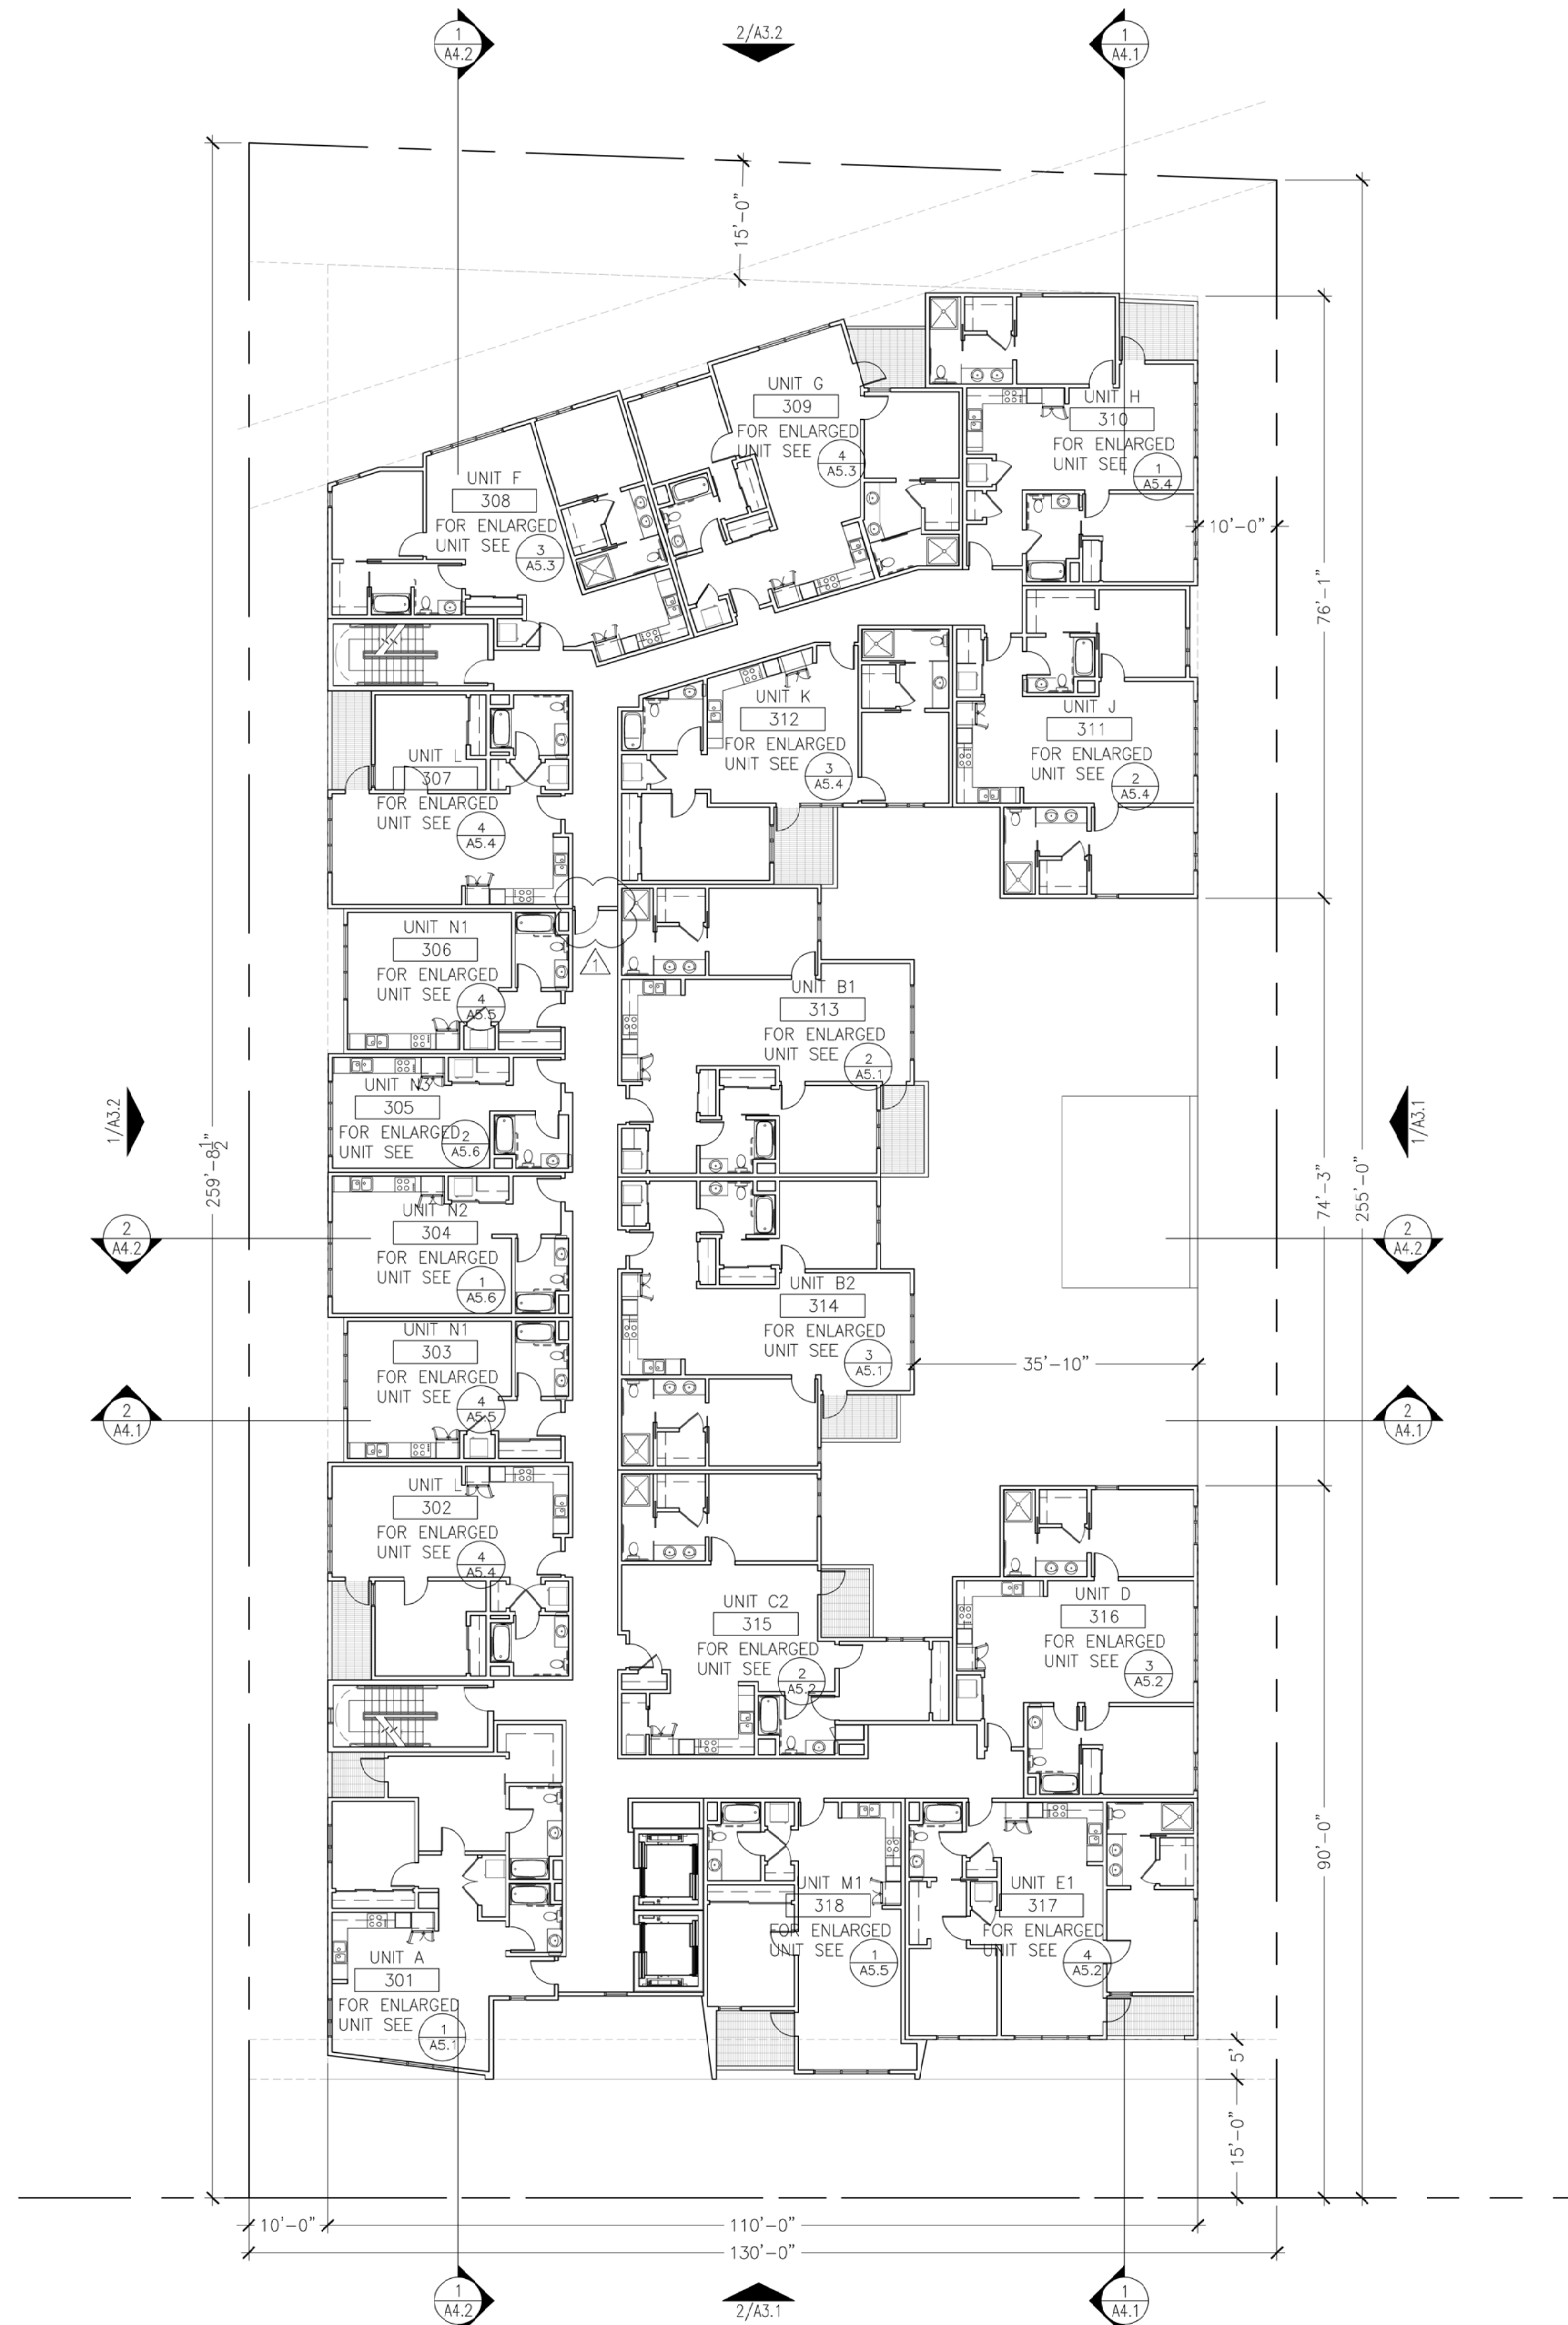 1
A4.2
2/A3.2
1
A4.1
15'-0"
UNIT G
309
FOR ENLARGED
UNIT SEE
4
A5.3
UNIT H
310
FOR ENLARGED
UNIT SEE
1
A5.4
UNIT F
308
FOR ENLARGED
UNIT SEE
3
A5.3
10'-0"
76'-1"
UNIT K
312
FOR ENLARGED
UNIT SEE
3
A5.4
UNIT J
311
FOR ENLARGED
UNIT SEE
2
A5.4
UNIT L
307
FOR ENLARGED
UNIT SEE
4
A5.4
UNIT N1
306
FOR ENLARGED
UNIT SEE
4
A5.5
1
UNIT B1
313
FOR ENLARGED
UNIT SEE
2
A5.1
UNIT N3
305
FOR ENLARGED
UNIT SEE
2
A5.6
1/A3.2
259'-8½"
1/A3.1
74'-3"
255'-0"
UNIT N2
304
FOR ENLARGED
UNIT SEE
1
A5.6
2
A4.2
2
A4.2
UNIT B2
314
FOR ENLARGED
UNIT SEE
3
A5.1
35'-10"
UNIT N1
303
FOR ENLARGED
UNIT SEE
4
A5.5
2
A4.1
2
A4.1
UNIT L
302
FOR ENLARGED
UNIT SEE
4
A5.4
UNIT C2
315
FOR ENLARGED
UNIT SEE
2
A5.2
UNIT D
316
FOR ENLARGED
UNIT SEE
3
A5.2
90'-0"
UNIT A
301
FOR ENLARGED
UNIT SEE
1
A5.1
UNIT M1
318
FOR ENLARGED
UNIT SEE
1
A5.5
UNIT E1
317
FOR ENLARGED
UNIT SEE
4
A5.2
5'
15'-0"
10'-0"
110'-0"
130'-0"
1
A4.2
2/A3.1
1
A4.1